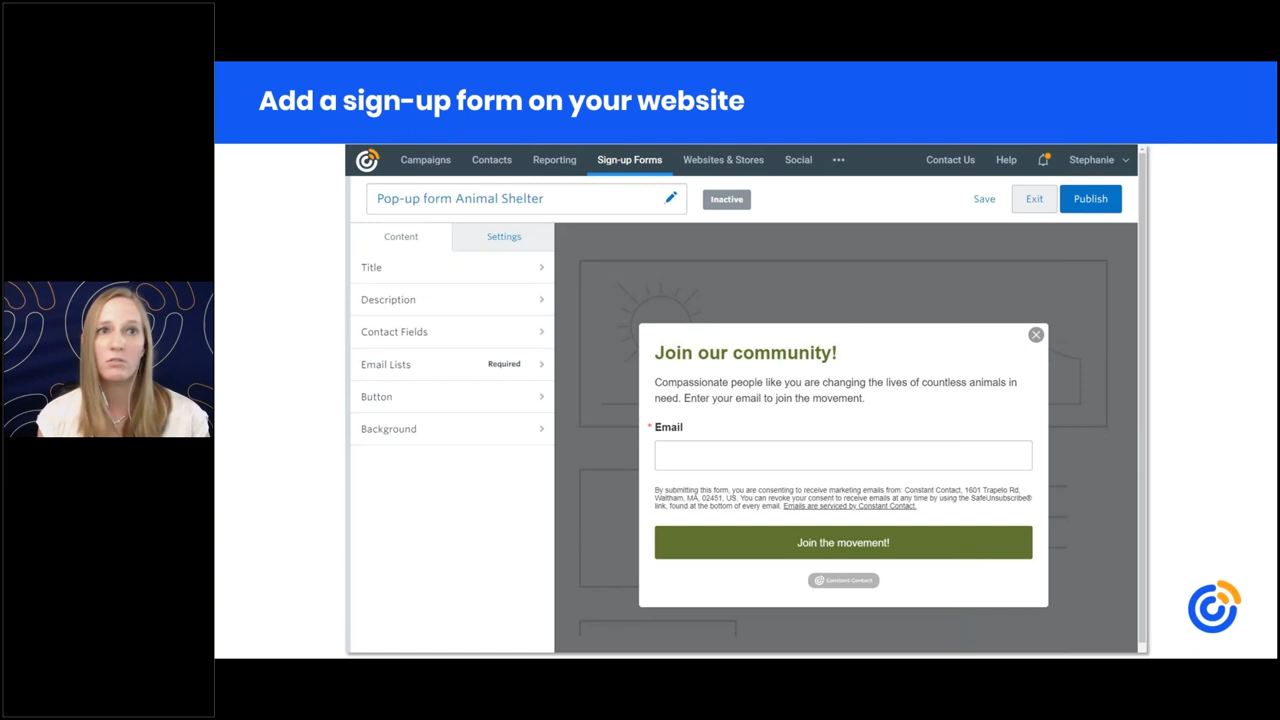 Add a sign-up form on your website
Campaigns Contacts Reporting Sign-up Forms Websites & Stores Social ••• Contact Us Help Stephanie
Pop-up form Animal Shelter Inactive Save Exit Publish
Content Settings
Title
Description
Contact Fields
Email Lists Required
Button
Background
Join our community!
Compassionate people like you are changing the lives of countless animals in
need. Enter your email to join the movement.
* Email
By submitting this form, you are consenting to receive marketing emails from: Constant Contact, 1601 Trapelo Rd,
Waltham, MA, 02451, US. You can revoke your consent to receive emails at any time by using the SafeUnsubscribe®
link, found at the bottom of every email. Emails are serviced by Constant Contact.
Join the movement!
Constant Contact